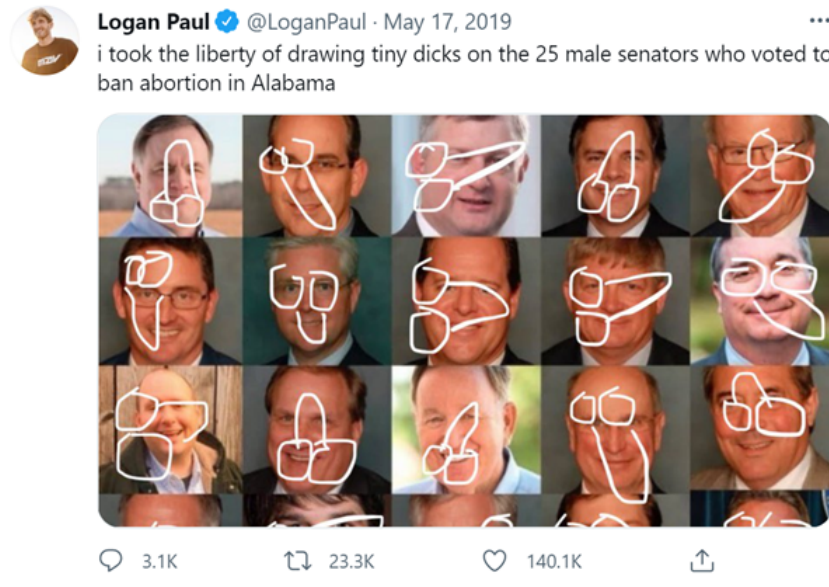 Logan Paul @LoganPaul · May 17, 2019
i took the liberty of drawing tiny dicks on the 25 male senators who voted to
ban abortion in Alabama
3.1K 23.3K 140.1K